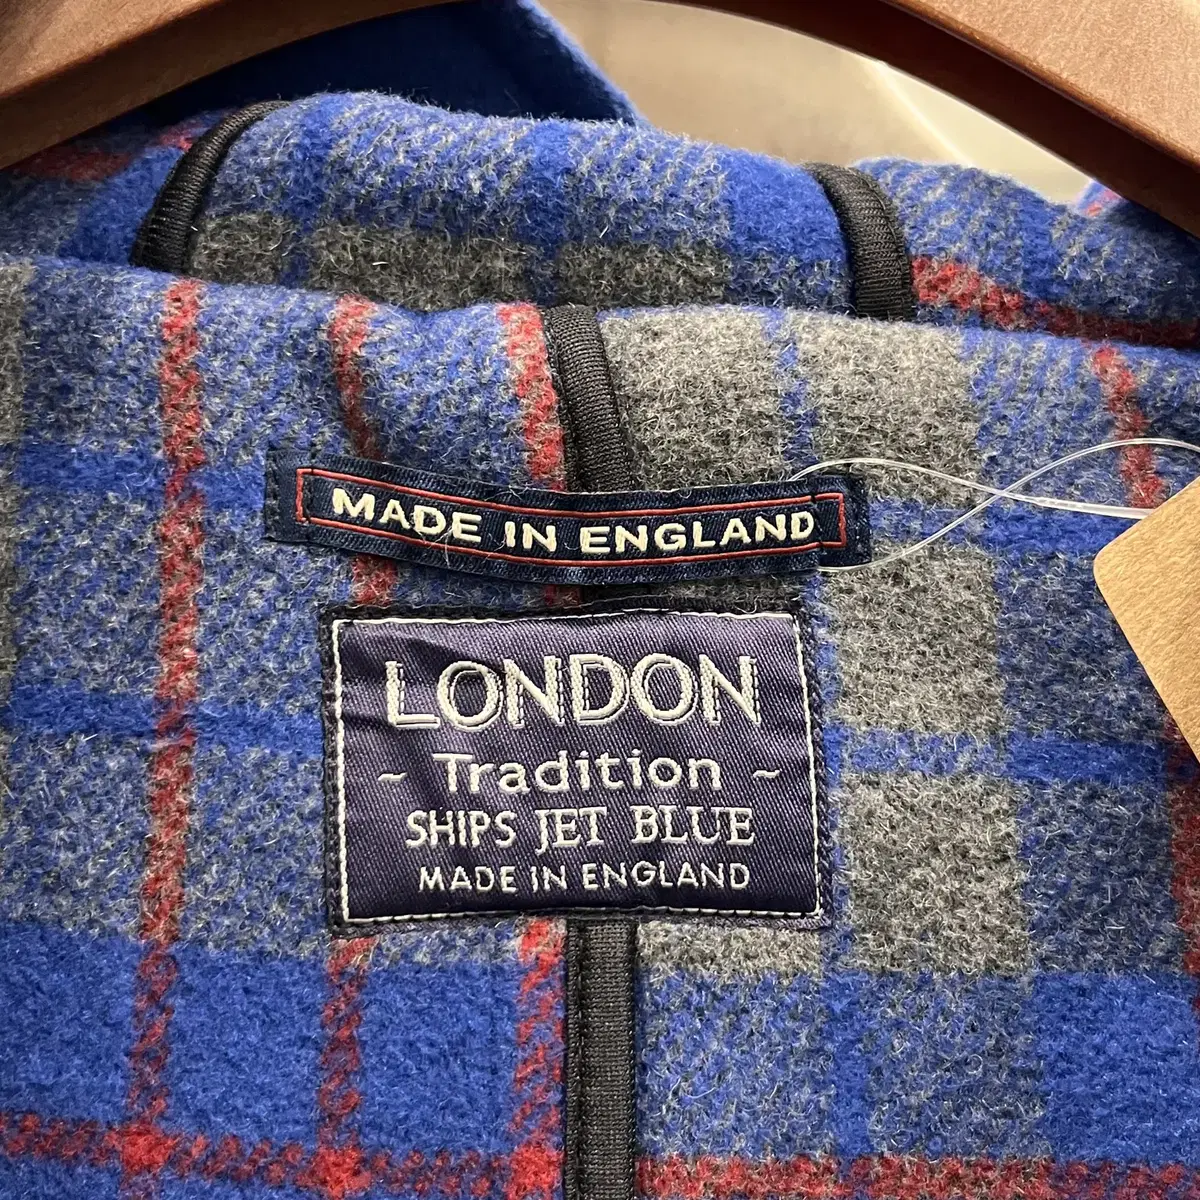 MADE IN ENGLAND
LONDON
~ Tradition ~
SHIPS JET BLUE
MADE IN ENGLAND